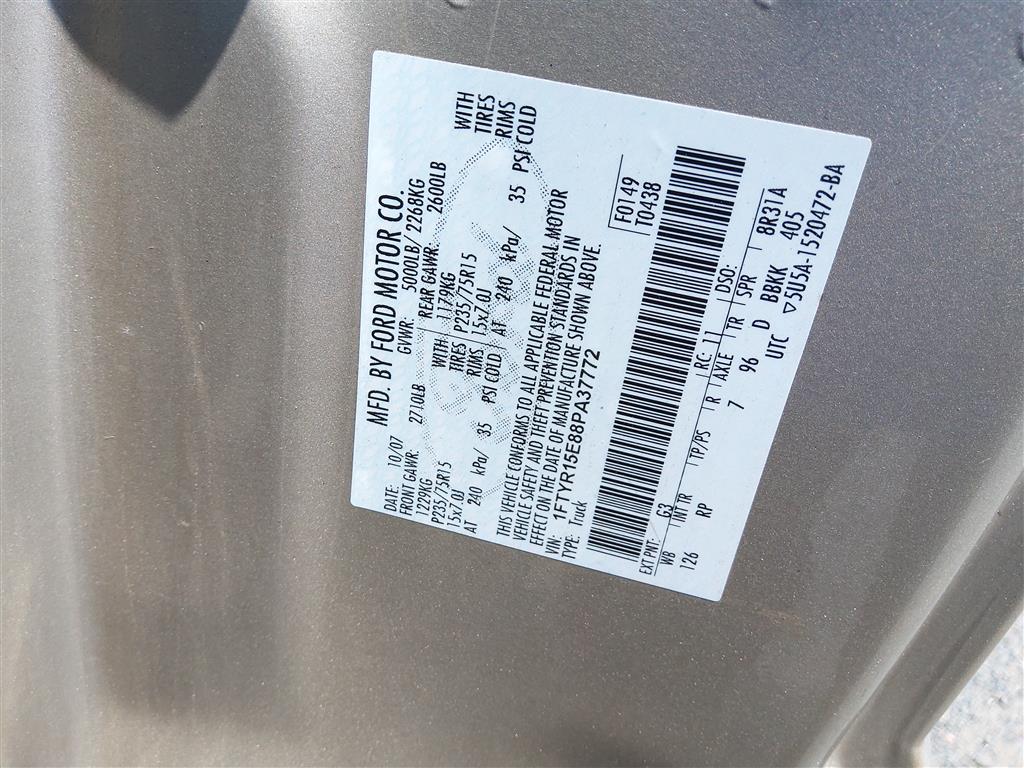 MFD. BY FORD MOTOR CO.
DATE: 10/07 GVWR: 5000LB/ 2268KG
FRONT GAWR: 2710LB REAR GAWR: 2600LB
1229KG WITH 1179KG WITH
P235/75R15 TIRES P235/75R15 TIRES
15x7.0J RIMS 15x7.0J RIMS
AT 240 kPa/ 35 PSI COLD AT 240 kPa/ 35 PSI COLD
THIS VEHICLE CONFORMS TO ALL APPLICABLE FEDERAL MOTOR
VEHICLE SAFETY AND THEFT PREVENTION STANDARDS IN
EFFECT ON THE DATE OF MANUFACTURE SHOWN ABOVE.
VIN: 1FTYR15E88PA37772 F0149
TYPE: Truck T0438
EXT PNT: G3 RC: 11 DSO:
WB INT TR TP/PS R AXLE TR SPR 8R31A
126 RP 7 96 D BBKK 405
UTC ▽5U5A-1520472-BA